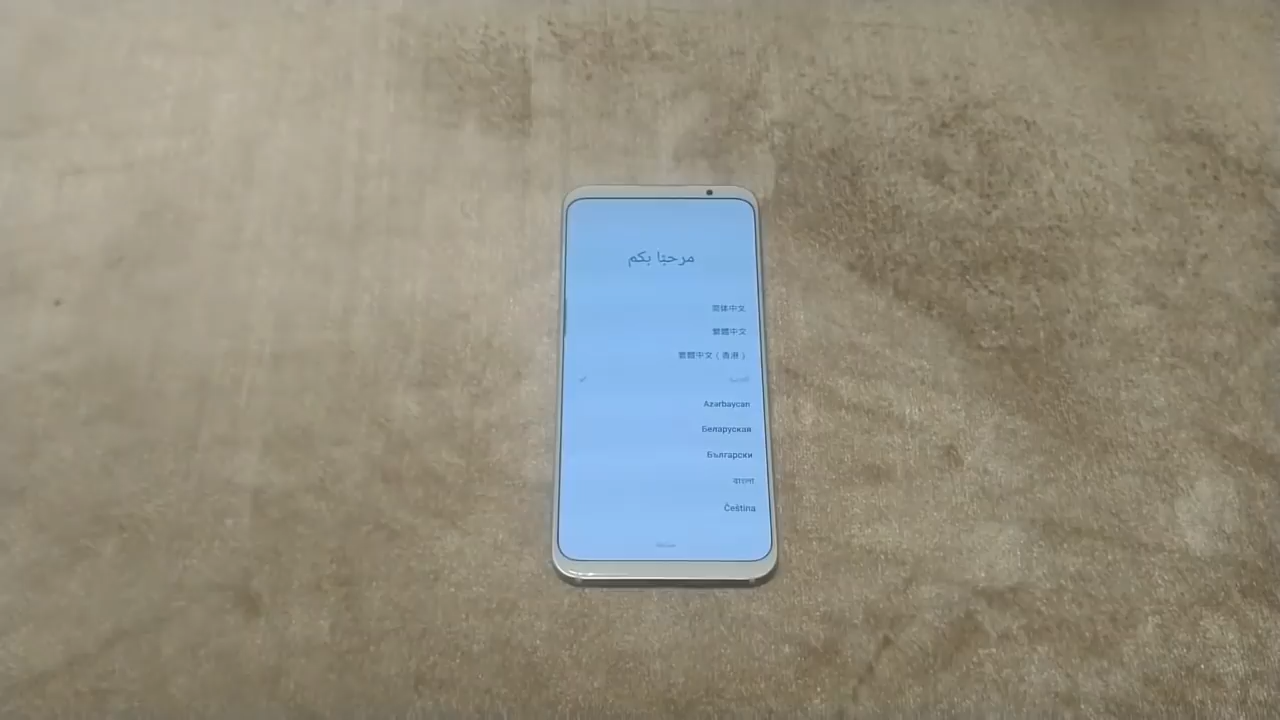 مرحبًا بكم
简体中文
繁體中文
繁體中文（香港）
العربية
Azərbaycan
Беларуская
Български
বাংলা
Čeština